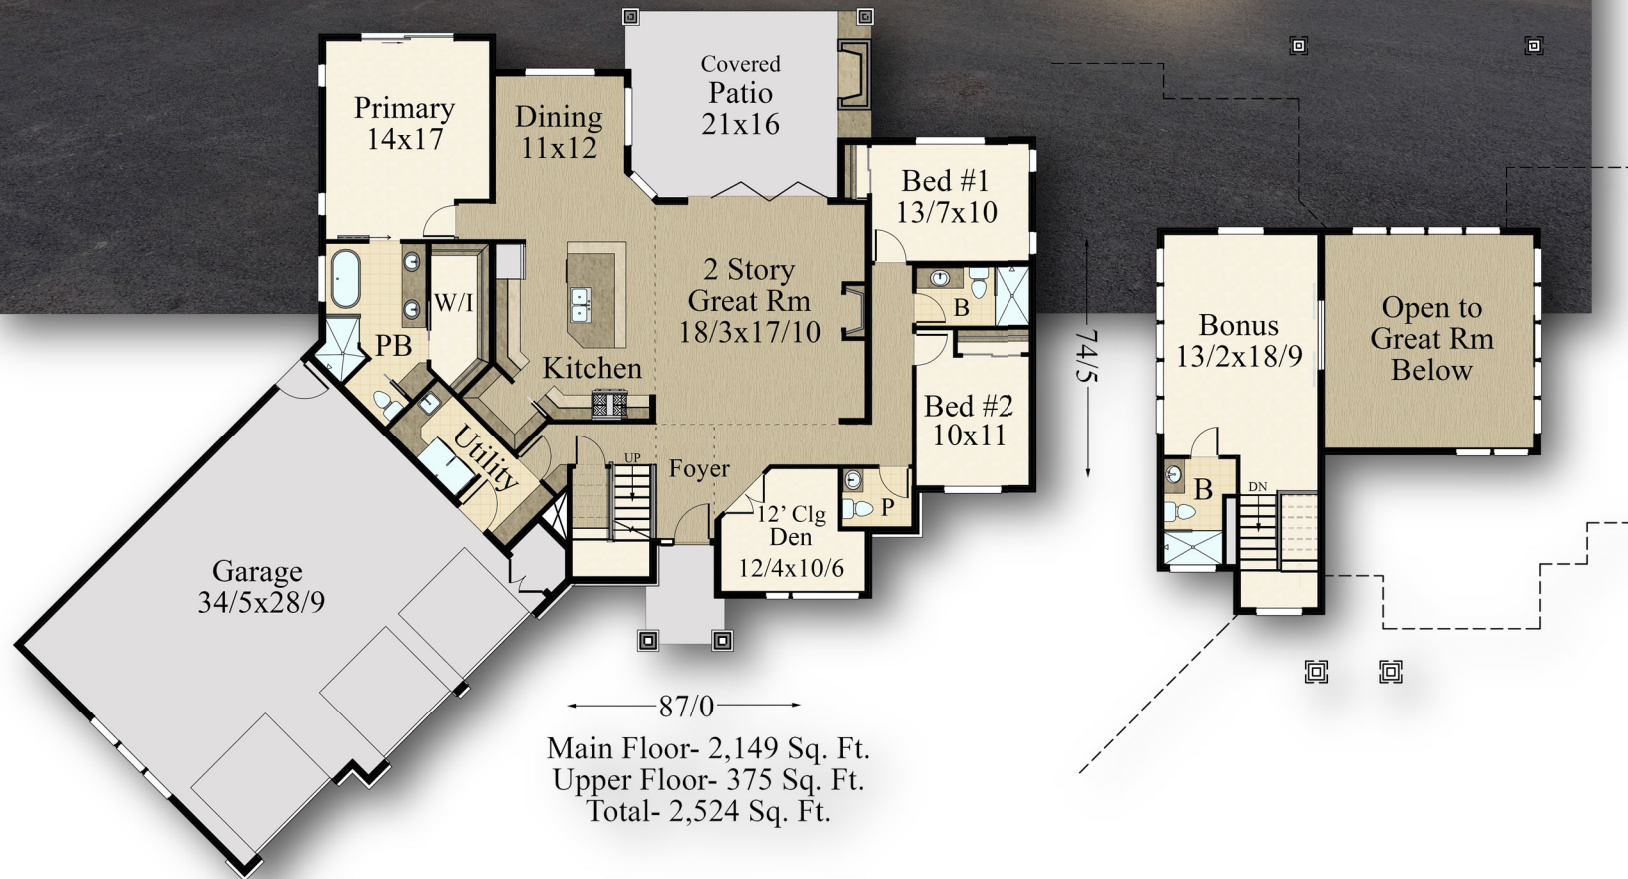 Covered
Patio
21x16
Primary
14x17
Dining
11x12
Bed #1
13/7x10
2 Story
Great Rm
18/3x17/10
W/I
B
PB
Kitchen
Bed #2
10x11
Utility
UP
Foyer
P
12' Clg
Den
12/4x10/6
Garage
34/5x28/9
74/5
87/0
Main Floor- 2,149 Sq. Ft.
Upper Floor- 375 Sq. Ft.
Total- 2,524 Sq. Ft.
Bonus
13/2x18/9
Open to
Great Rm
Below
B
DN